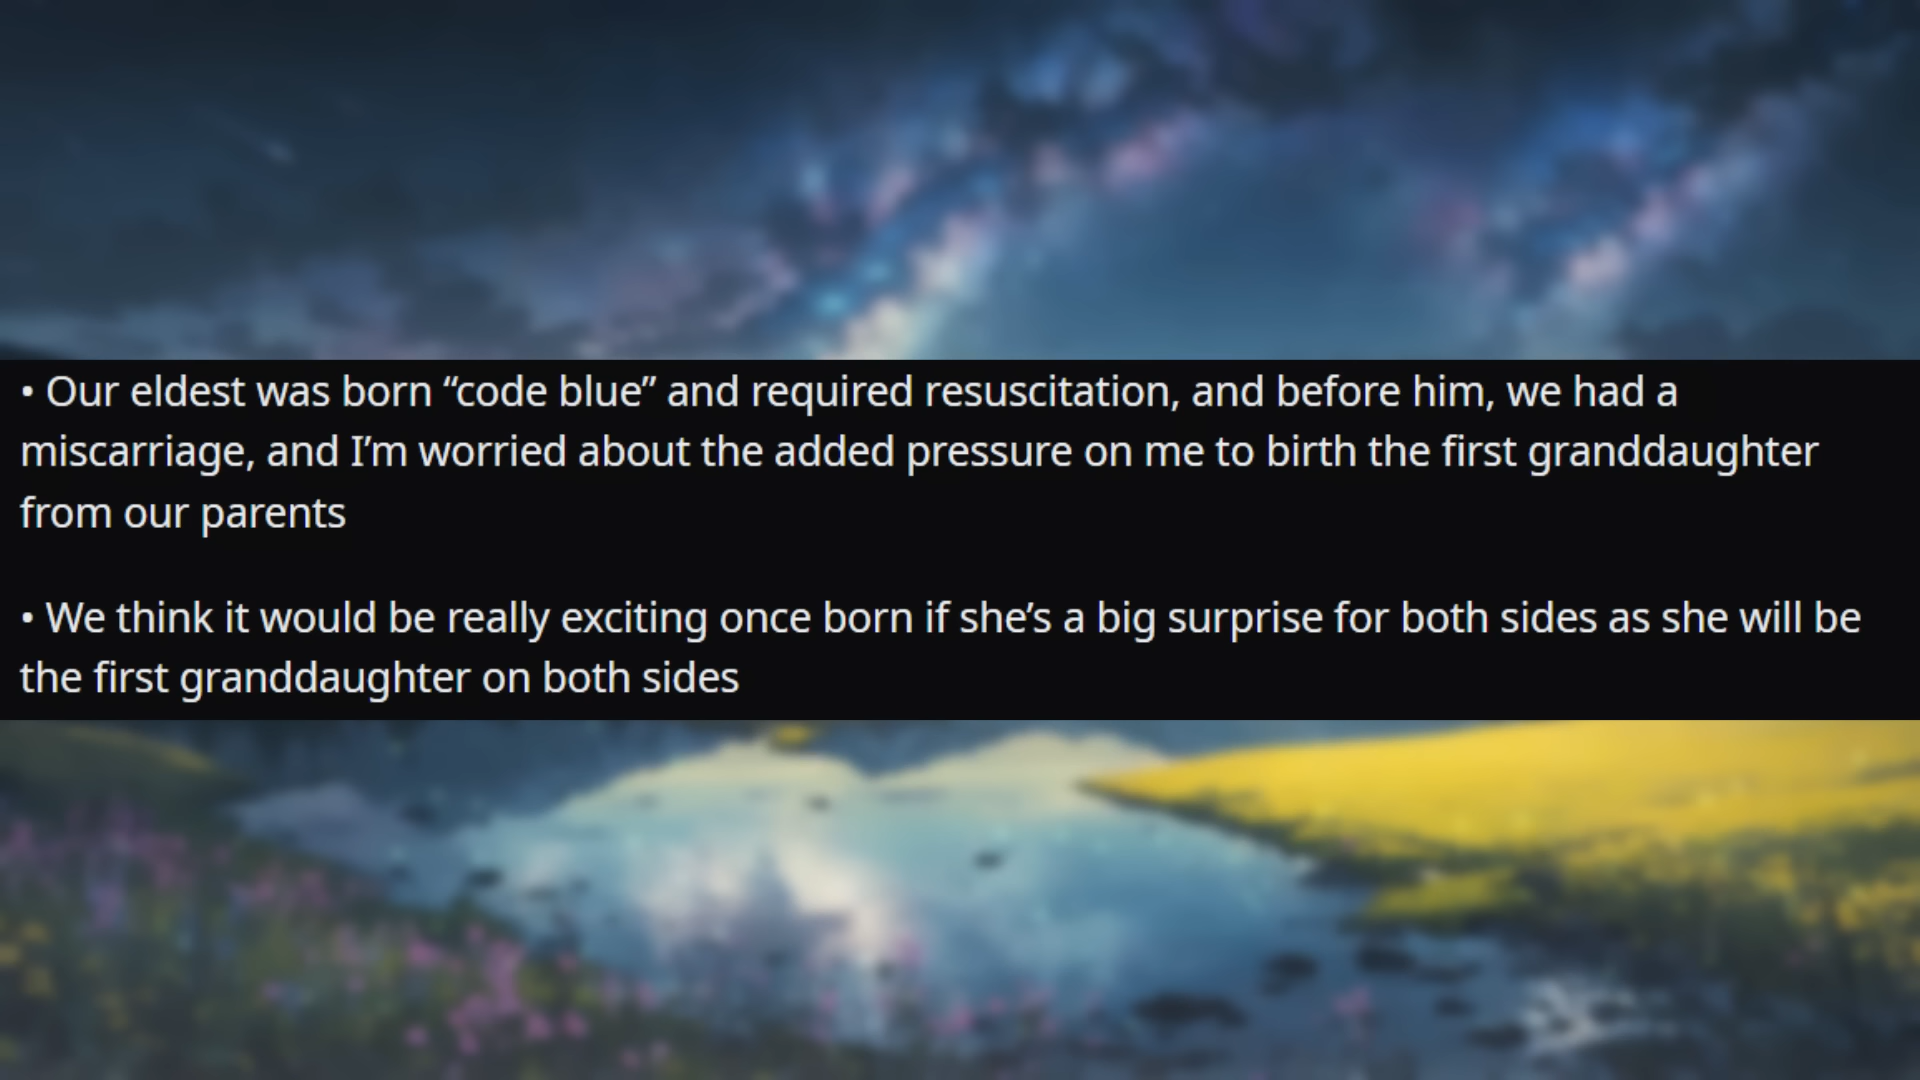 • Our eldest was born “code blue” and required resuscitation, and before him, we had a
miscarriage, and I’m worried about the added pressure on me to birth the first granddaughter
from our parents
• We think it would be really exciting once born if she’s a big surprise for both sides as she will be
the first granddaughter on both sides